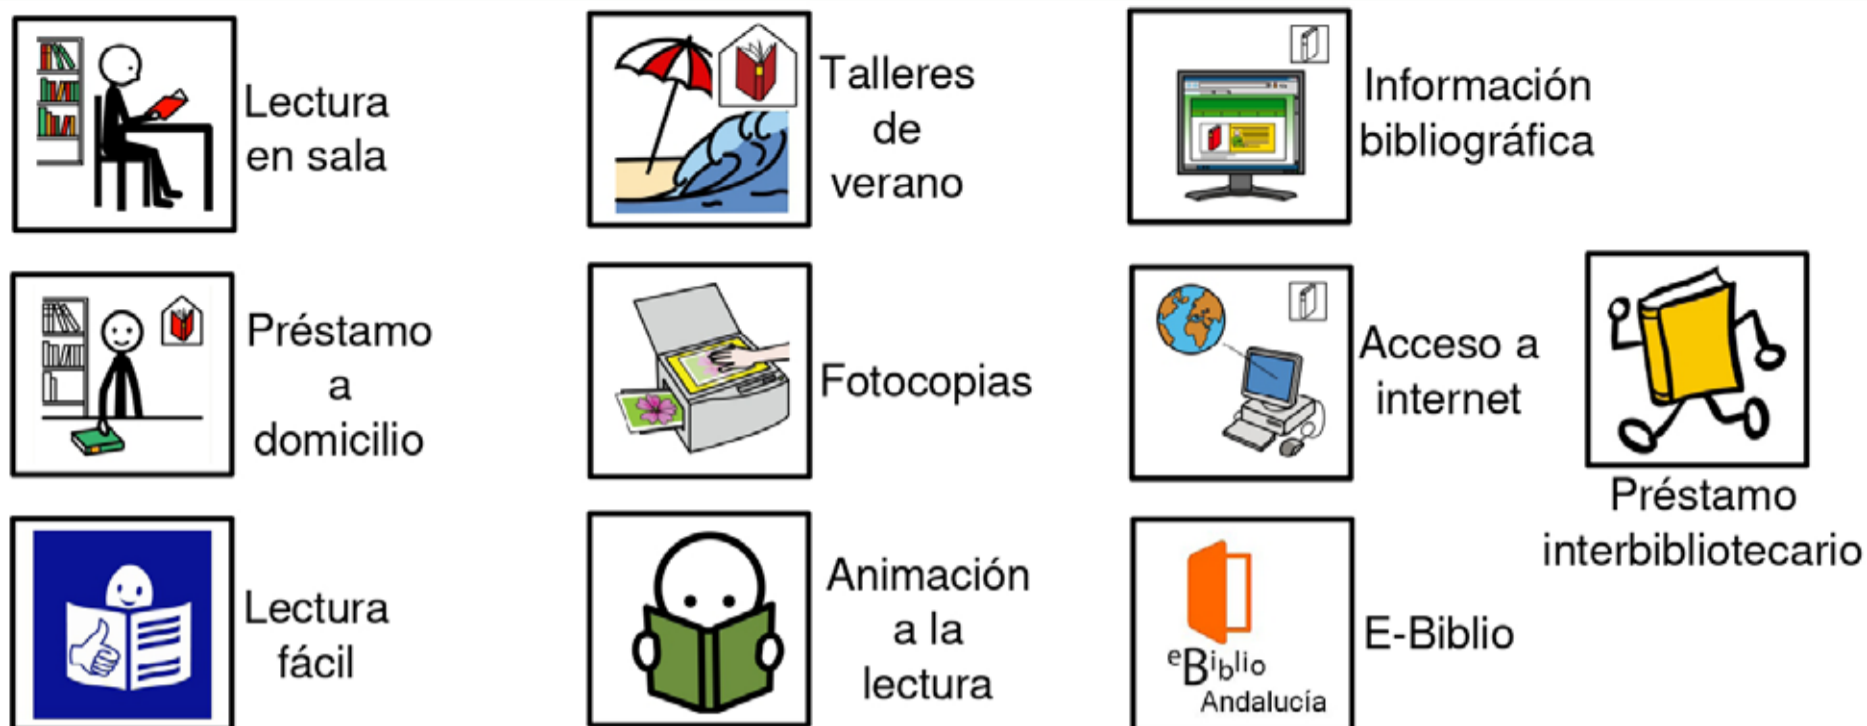 Lectura
en sala
Talleres
de
verano
Información
bibliográfica
Préstamo
a
domicilio
Fotocopias
Acceso a
internet
Préstamo
interbibliotecario
Lectura
fácil
Animación
a la
lectura
eBiblio
Andalucía
E-Biblio